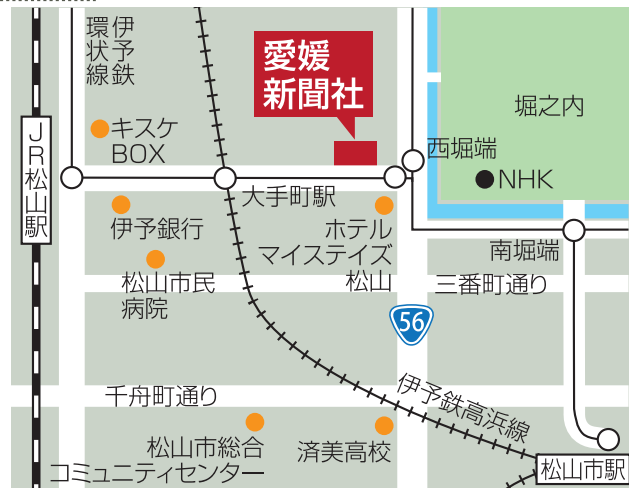 環状線
伊予鉄
愛媛
新聞社
堀之内
キスケ
BOX
西堀端
JR松山駅
NHK
大手町駅
伊予銀行
ホテル
マイステイズ
松山
南堀端
松山市民
病院
三番町通り
56
千舟町通り
伊予鉄高浜線
松山市総合
コミュニティセンター
済美高校
松山市駅